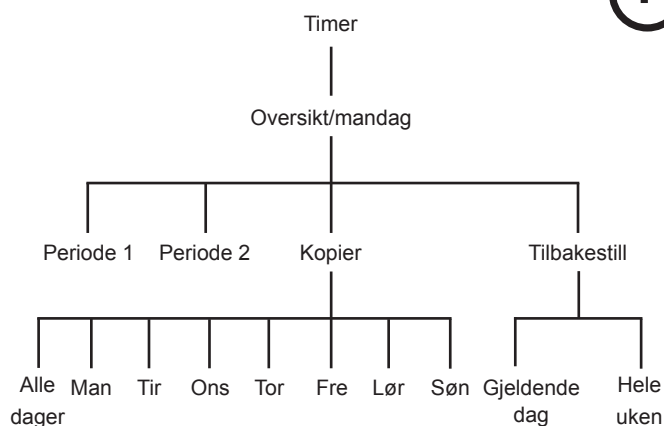 Timer
Oversikt/mandag
Periode 1 Periode 2 Kopier Tilbakestill
Alle dager Man Tir Ons Tor Fre Lør Søn Gjeldende dag Hele uken